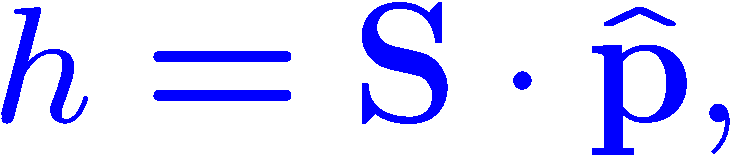 h = S · p̂,